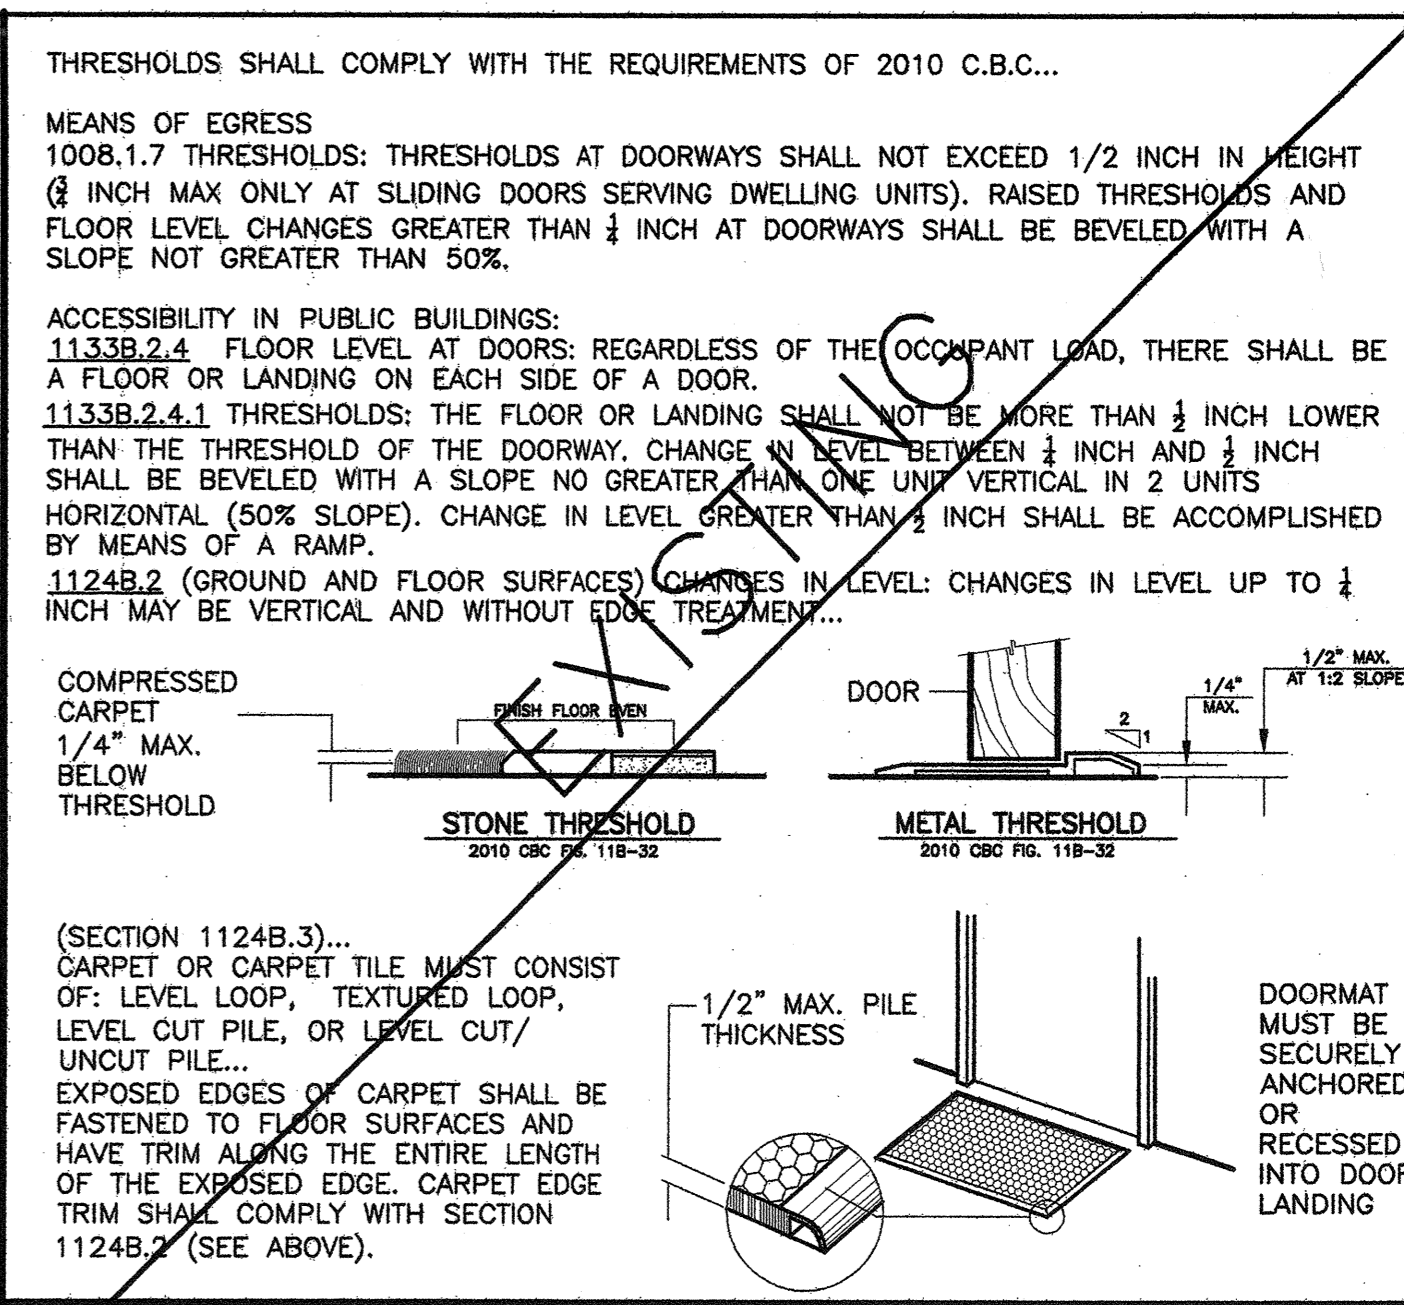 THRESHOLDS SHALL COMPLY WITH THE REQUIREMENTS OF 2010 C.B.C...
MEANS OF EGRESS
1008.1.7 THRESHOLDS: THRESHOLDS AT DOORWAYS SHALL NOT EXCEED 1/2 INCH IN HEIGHT
( INCH MAX ONLY AT SLIDING DOORS SERVING DWELLING UNITS). RAISED THRESHOLDS AND
FLOOR LEVEL CHANGES GREATER THAN 1/4 INCH AT DOORWAYS SHALL BE BEVELED WITH A
SLOPE NOT GREATER THAN 50%.
ACCESSIBILITY IN PUBLIC BUILDINGS:
1133B.2.4 FLOOR LEVEL AT DOORS: REGARDLESS OF THE OCCUPANT LOAD, THERE SHALL BE
A FLOOR OR LANDING ON EACH SIDE OF A DOOR.
1133B.2.4.1 THRESHOLDS: THE FLOOR OR LANDING SHALL NOT BE MORE THAN 1/2 INCH LOWER
THAN THE THRESHOLD OF THE DOORWAY. CHANGE IN LEVEL BETWEEN 1/4 INCH AND 1/2 INCH
SHALL BE BEVELED WITH A SLOPE NO GREATER THAN ONE UNIT VERTICAL IN 2 UNITS
HORIZONTAL (50% SLOPE). CHANGE IN LEVEL GREATER THAN 1/2 INCH SHALL BE ACCOMPLISHED
BY MEANS OF A RAMP.
1124B.2 (GROUND AND FLOOR SURFACES) CHANGES IN LEVEL: CHANGES IN LEVEL UP TO 1/4
INCH MAY BE VERTICAL AND WITHOUT EDGE TREATMENT...
EXISTING
COMPRESSED
CARPET
1/4" MAX.
BELOW
THRESHOLD
FINISH FLOOR EVEN
STONE THRESHOLD
2010 CBC FIG. 11B-32
DOOR
2
1
1/4"
MAX.
1/2" MAX.
AT 1:2 SLOPE
METAL THRESHOLD
2010 CBC FIG. 11B-32
(SECTION 1124B.3)...
CARPET OR CARPET TILE MUST CONSIST
OF: LEVEL LOOP, TEXTURED LOOP,
LEVEL CUT PILE, OR LEVEL CUT/
UNCUT PILE...
EXPOSED EDGES OF CARPET SHALL BE
FASTENED TO FLOOR SURFACES AND
HAVE TRIM ALONG THE ENTIRE LENGTH
OF THE EXPOSED EDGE. CARPET EDGE
TRIM SHALL COMPLY WITH SECTION
1124B.2 (SEE ABOVE).
1/2" MAX. PILE
THICKNESS
DOORMAT
MUST BE
SECURELY
ANCHORED
OR
RECESSED
INTO DOOR
LANDING